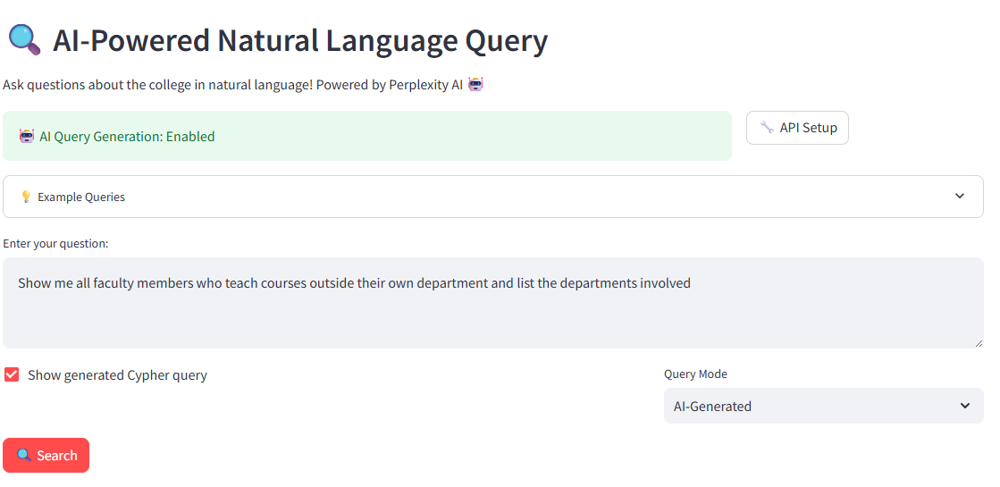 AI-Powered Natural Language Query
Ask questions about the college in natural language! Powered by Perplexity AI
AI Query Generation: Enabled
API Setup
Example Queries
Enter your question:
Show me all faculty members who teach courses outside their own department and list the departments involved
Show generated Cypher query
Query Mode
AI-Generated
Search